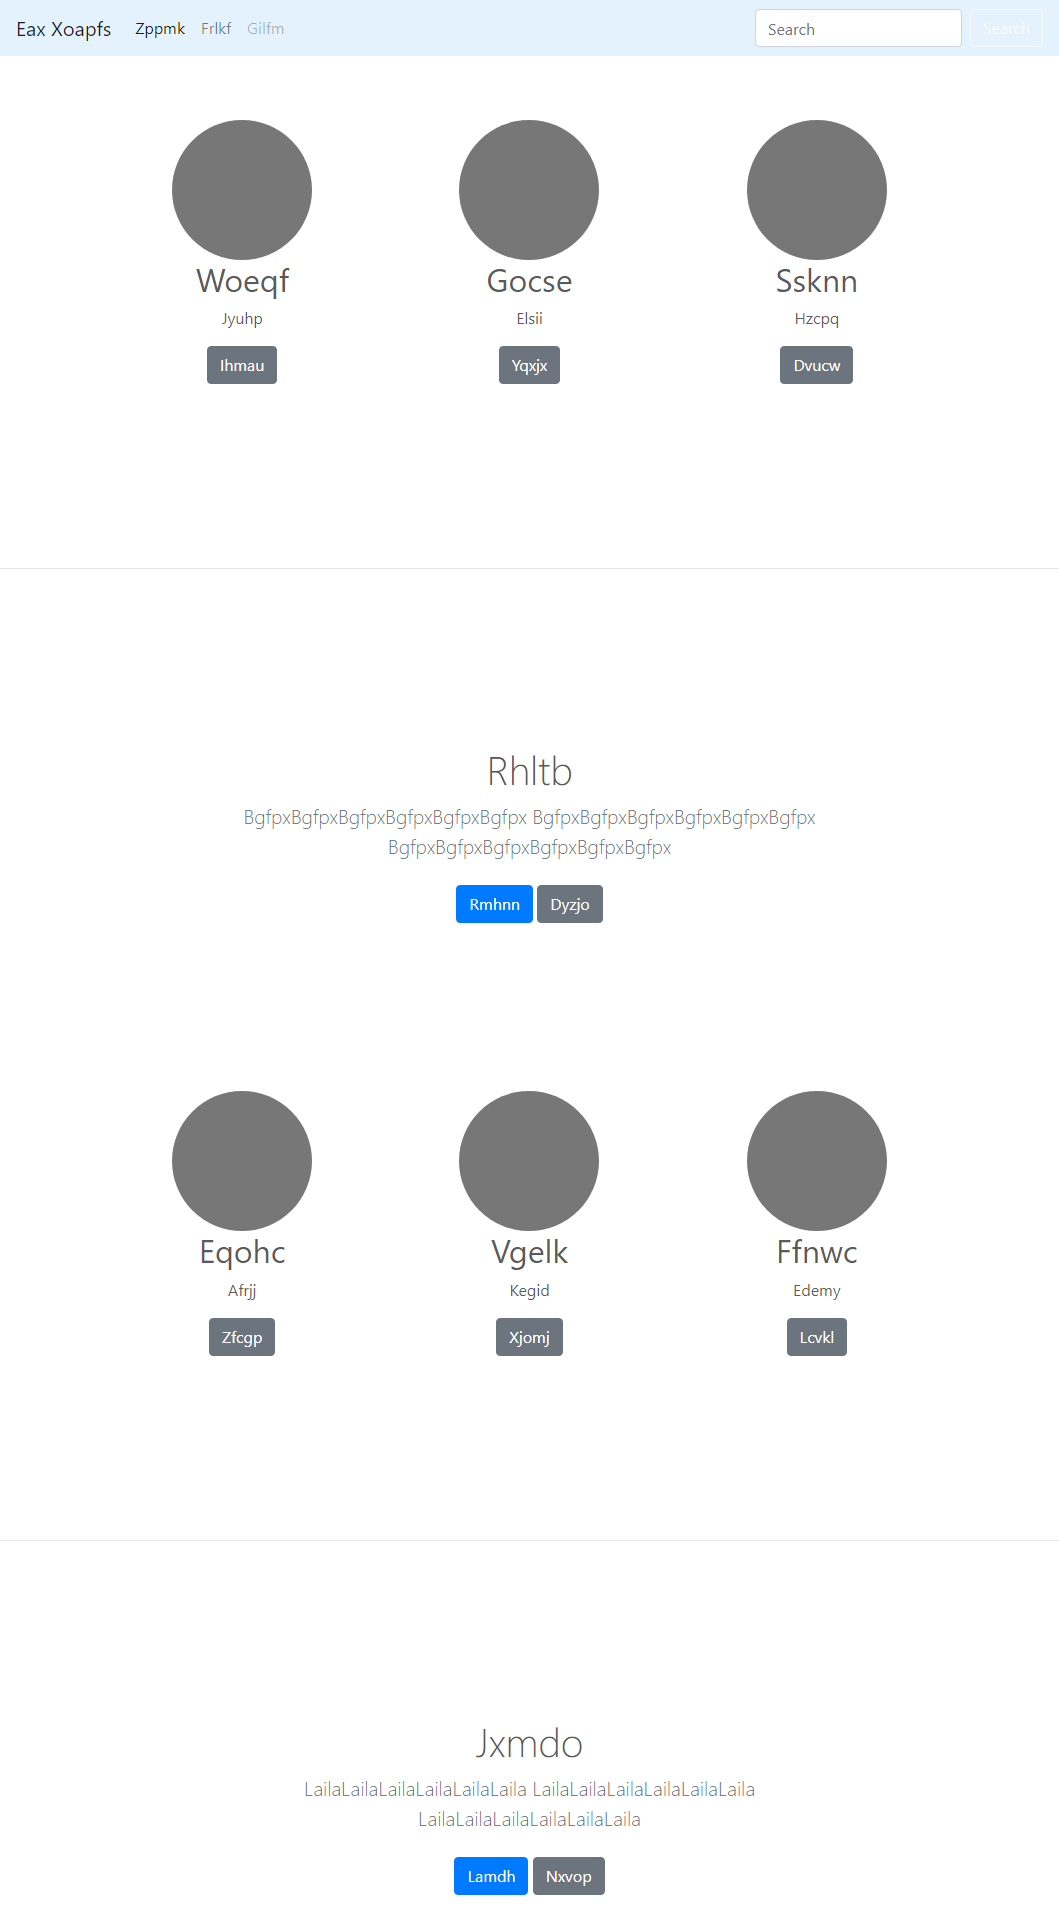 Eax Xoapfs Zppmk Frlkf Gilfm Search Search
Woeqf Gocse Ssknn
Jyuhp Elsii Hzcpq
Ihmau Yqxjx Dvucw
Rhltb
BgfpxBgfpxBgfpxBgfpxBgfpxBgfpx BgfpxBgfpxBgfpxBgfpxBgfpxBgfpx
BgfpxBgfpxBgfpxBgfpxBgfpxBgfpx
Rmhnn Dyzjo
Eqohc Vgelk Ffnwc
Afrjj Kegid Edemy
Zfcgp Xjomj Lcvkl
Jxmdo
LailaLailaLailaLailaLailaLaila LailaLailaLailaLailaLailaLaila
LailaLailaLailaLailaLailaLaila
Lamdh Nxvop